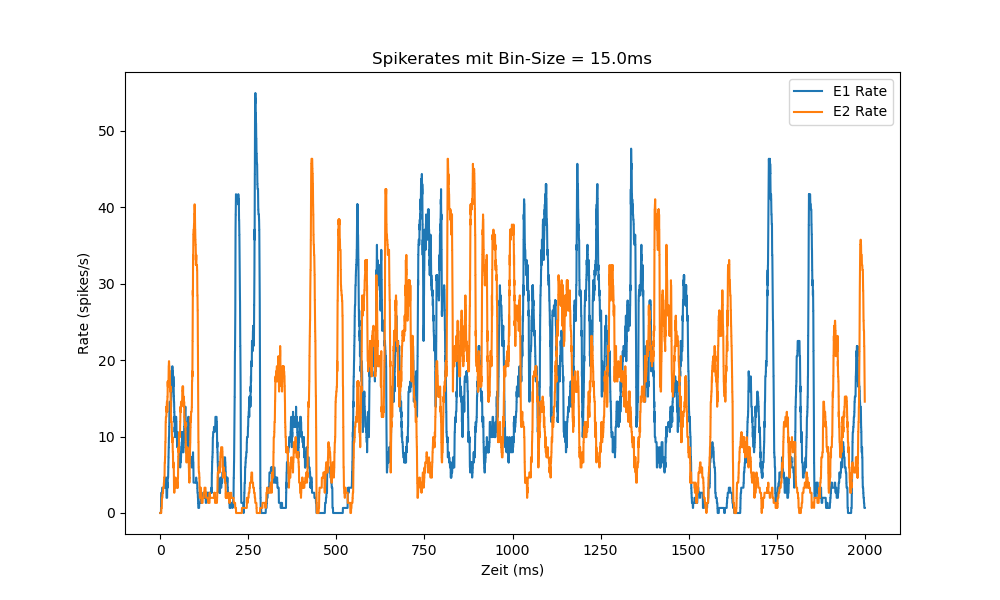 Spikerates mit Bin-Size = 15.0ms
E1 Rate
E2 Rate
Rate (spikes/s)
50
40
30
20
10
0
0 250 500 750 1000 1250 1500 1750 2000
Zeit (ms)